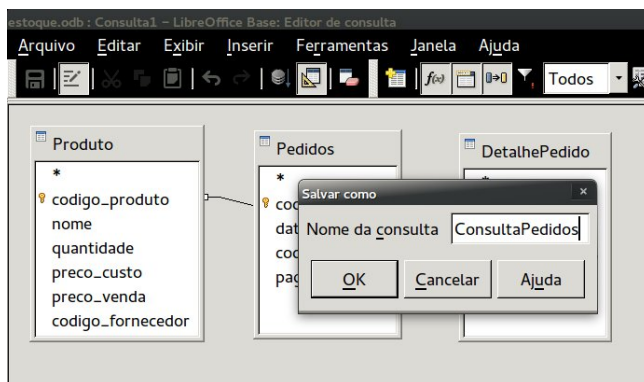 estoque.odb : Consulta1 – LibreOffice Base: Editor de consulta
Arquivo Editar Exibir Inserir Ferramentas Janela Ajuda
f(x) Todos
Produto
*
codigo_produto
nome
quantidade
preco_custo
preco_venda
codigo_fornecedor
Pedidos
*
DetalhePedido
Salvar como ×
Nome da consulta ConsultaPedidos
OK Cancelar Ajuda